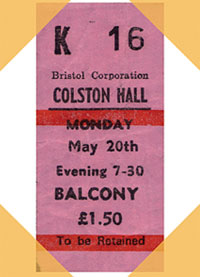 K 16
Bristol Corporation
COLSTON HALL
MONDAY
May 20th
Evening 7-30
BALCONY
£1.50
To be Retained